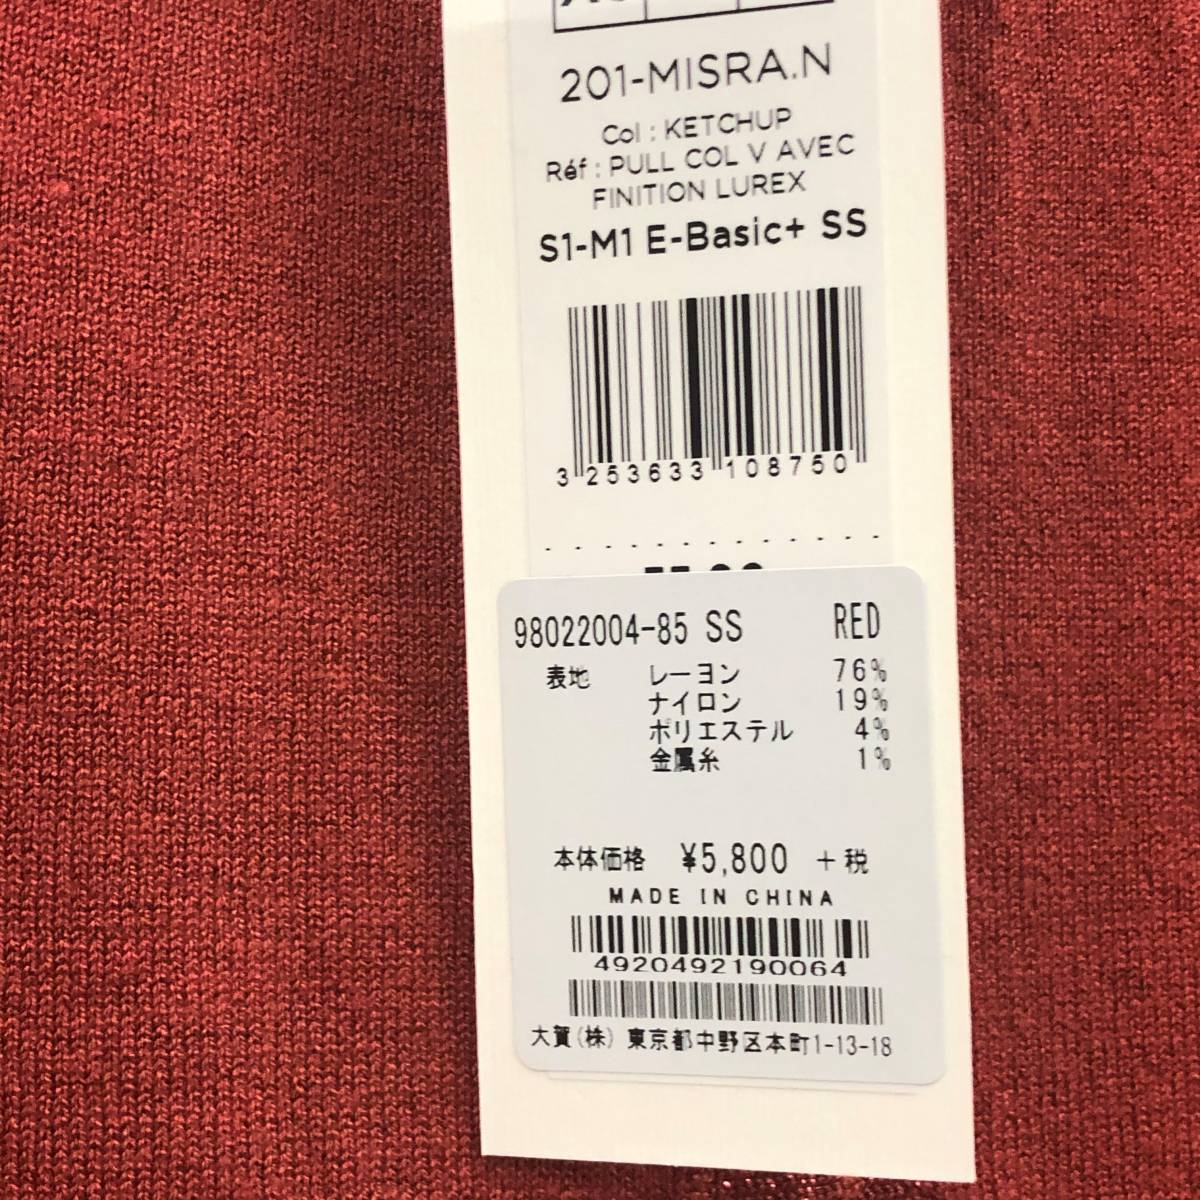 201-MISRA.N
Col : KETCHUP
Réf : PULL COL V AVEC
FINITION LUREX
S1-M1 E-Basic+ SS
3 253633 108750
98022004-85 SS RED
表地 レーヨン 76%
ナイロン 19%
ポリエステル 4%
金属糸 1%
本体価格 ¥5,800 +税
MADE IN CHINA
4920492190064
大賀(株) 東京都中野区本町1-13-18